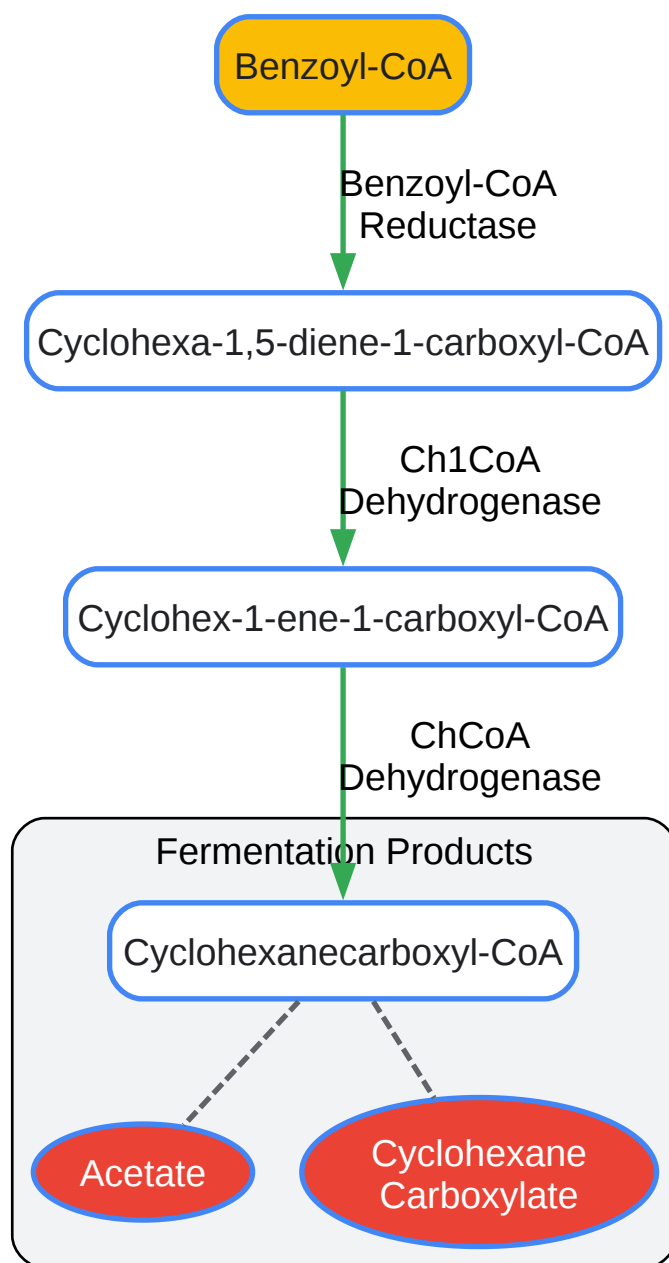 Benzoyl-CoA
Benzoyl-CoA
Reductase
Cyclohexa-1,5-diene-1-carboxyl-CoA
Ch1CoA
Dehydrogenase
Cyclohex-1-ene-1-carboxyl-CoA
ChCoA
Dehydrogenase
Fermentation Products
Cyclohexanecarboxyl-CoA
Acetate
Cyclohexane
Carboxylate